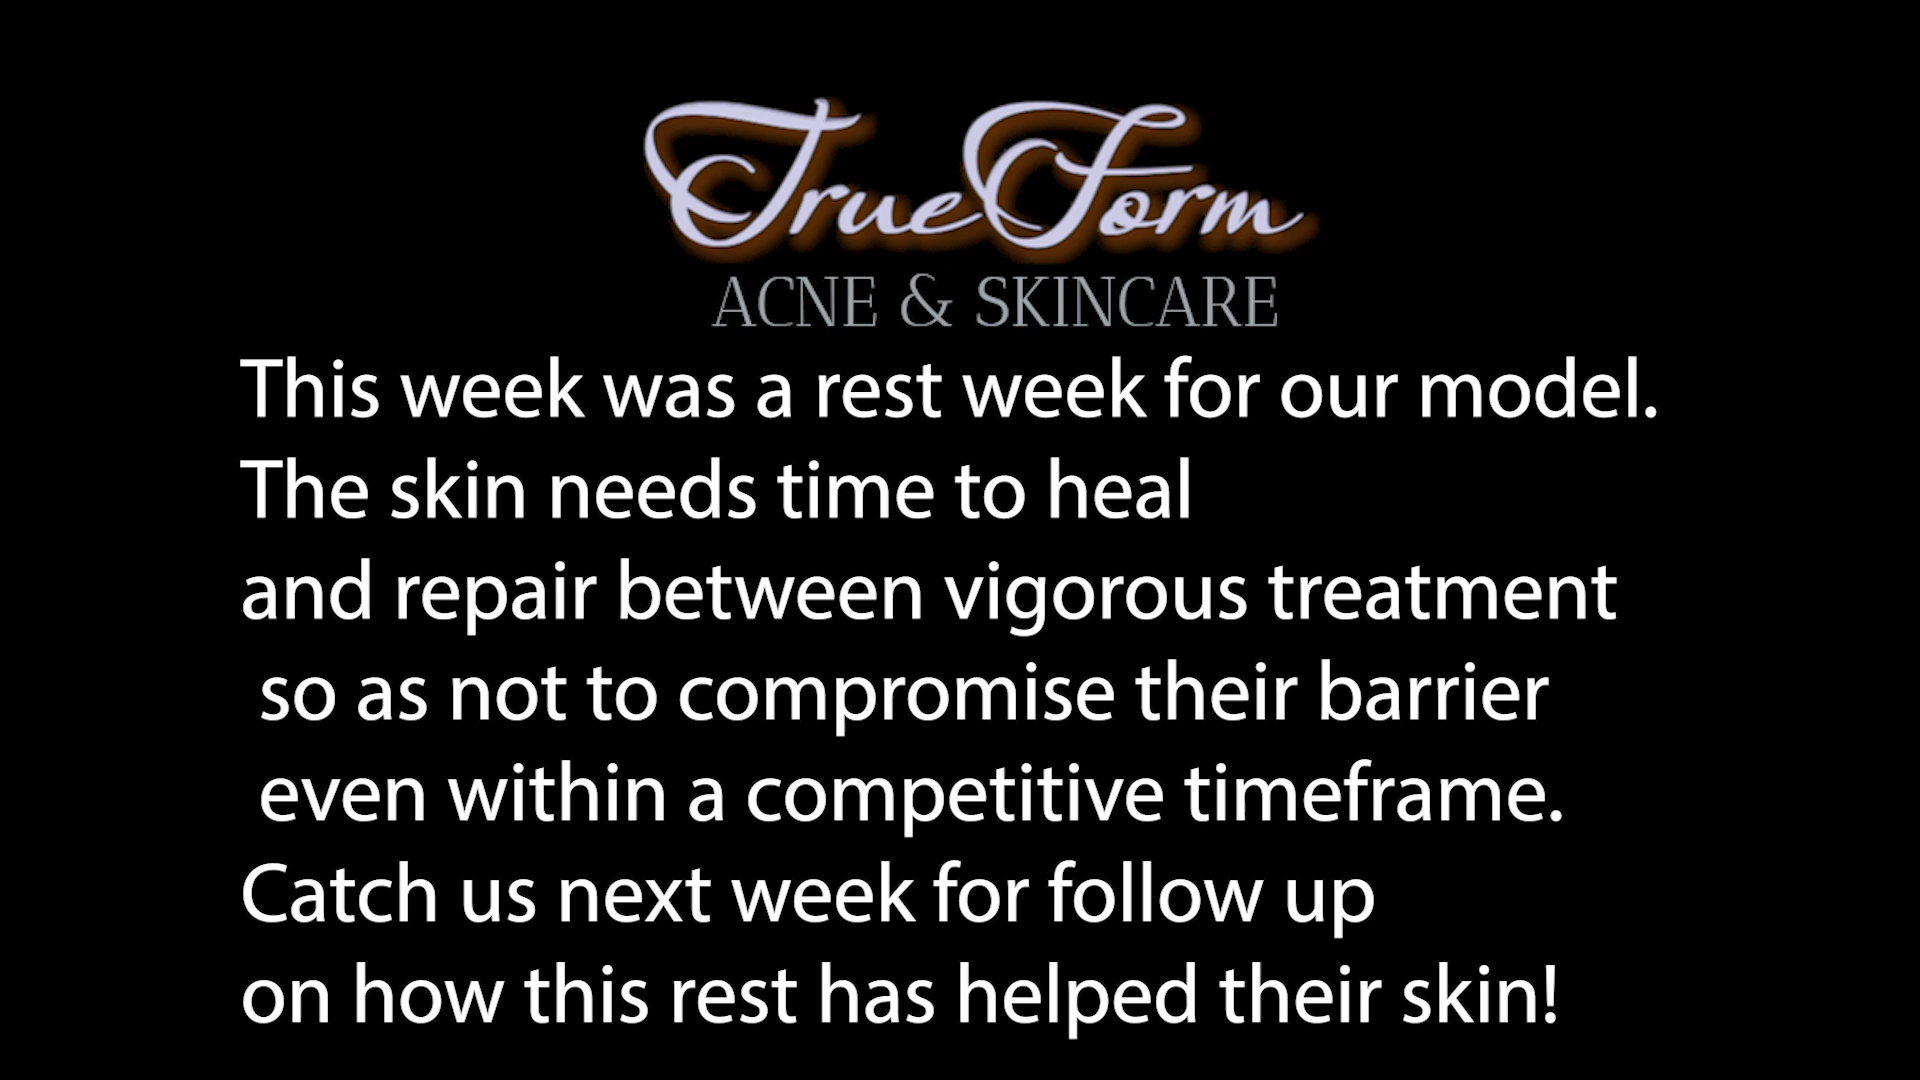 TrueForm
ACNE & SKINCARE
This week was a rest week for our model.
The skin needs time to heal
and repair between vigorous treatment
so as not to compromise their barrier
even within a competitive timeframe.
Catch us next week for follow up
on how this rest has helped their skin!